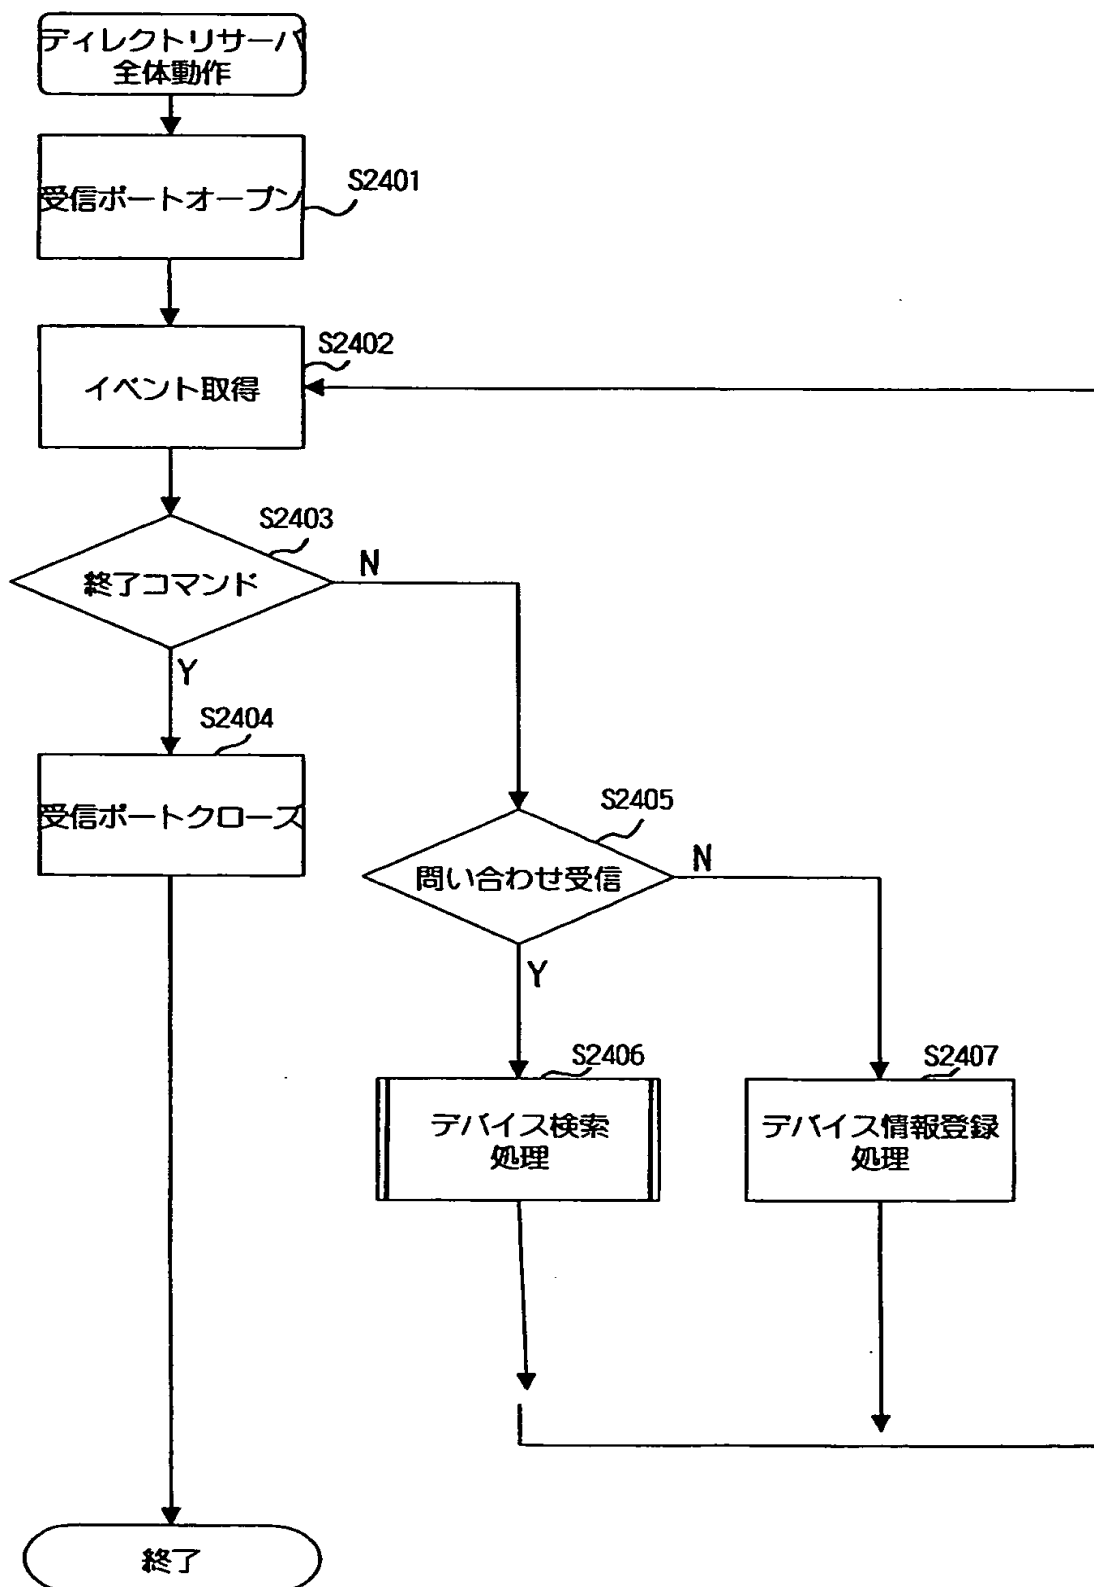 ディレクトリサーバ
全体動作
受信ポートオープン
S2401
イベント取得
S2402
終了コマンド
S2403
N
Y
S2404
受信ポートクローズ
S2405
問い合わせ受信
N
Y
S2406
デバイス検索
処理
S2407
デバイス情報登録
処理
終了